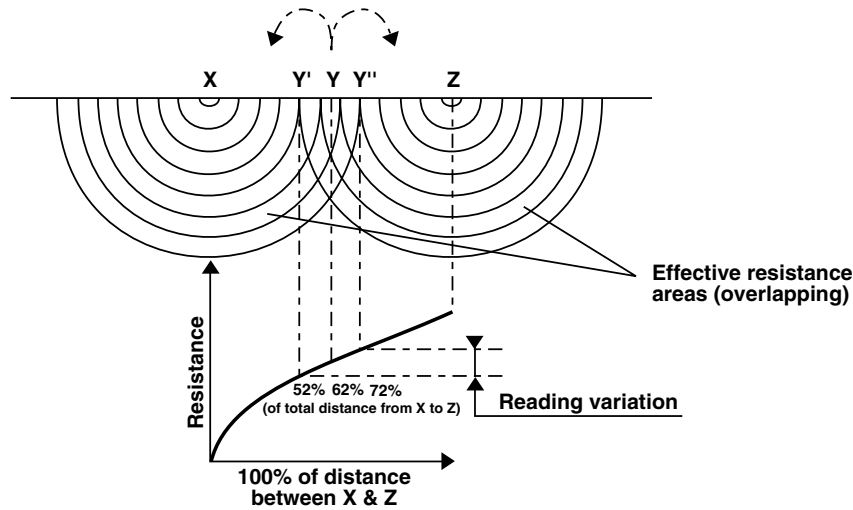 X Y' Y Y'' Z
Effective resistance
areas (overlapping)
Resistance
52% 62% 72%
(of total distance from X to Z)
Reading variation
100% of distance
between X & Z